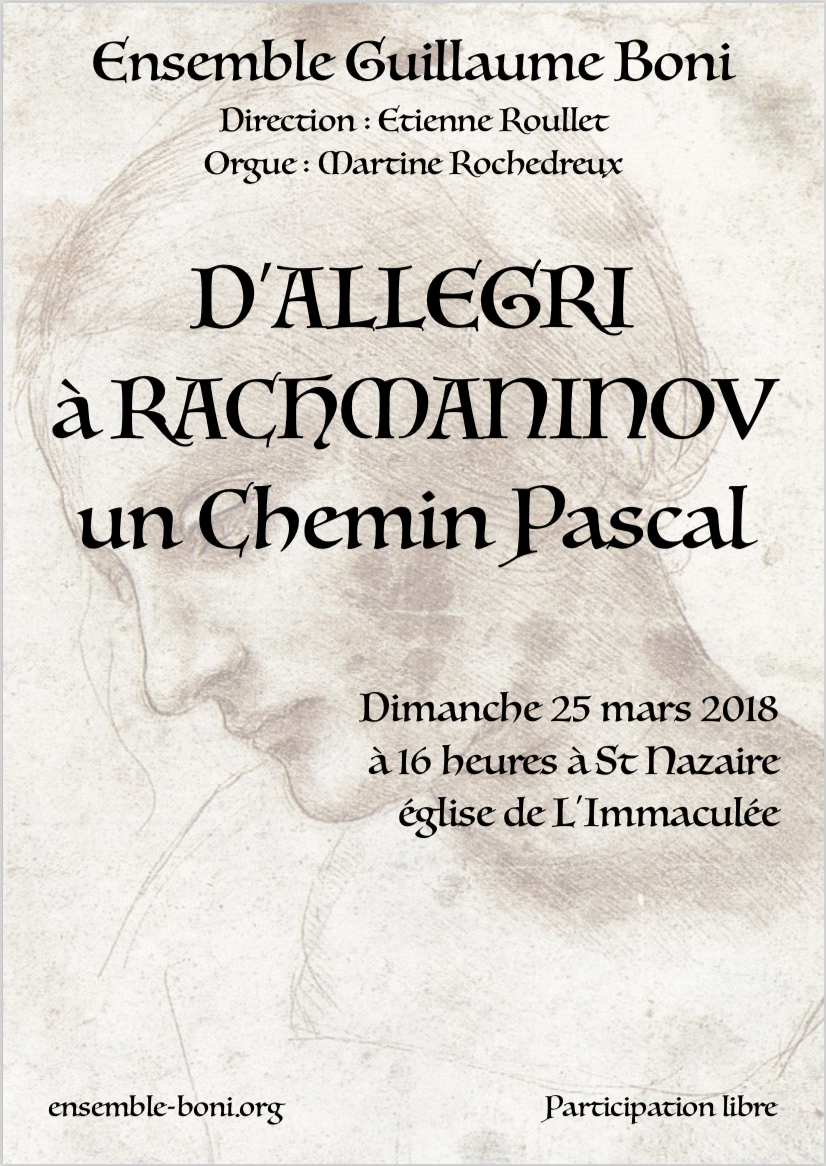 Ensemble Guillaume Boni
Direction : Etienne Roullet
Orgue : Martine Rochedreux
D'ALLEGRI
à RACHMANINOV
un Chemin Pascal
Dimanche 25 mars 2018
à 16 heures à St Nazaire
église de L'Immaculée
ensemble-boni.org
Participation libre